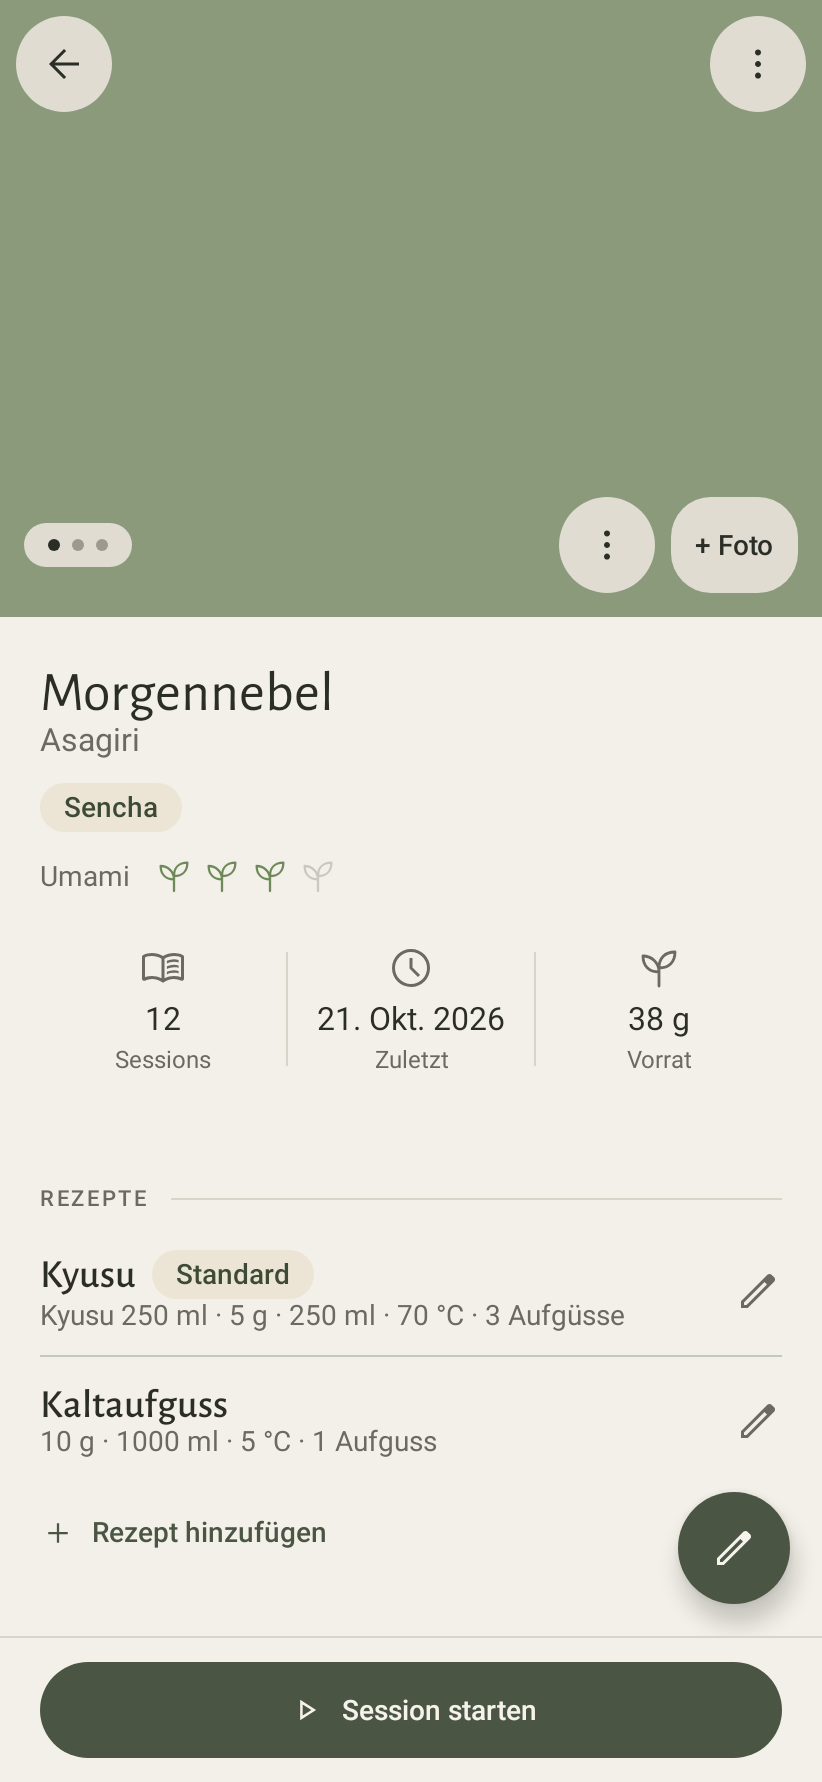 + Foto
Morgennebel
Asagiri
Sencha
Umami
12
Sessions
21. Okt. 2026
Zuletzt
38 g
Vorrat
REZEPTE
Kyusu Standard
Kyusu 250 ml · 5 g · 250 ml · 70 °C · 3 Aufgüsse
Kaltaufguss
10 g · 1000 ml · 5 °C · 1 Aufguss
+ Rezept hinzufügen
Session starten